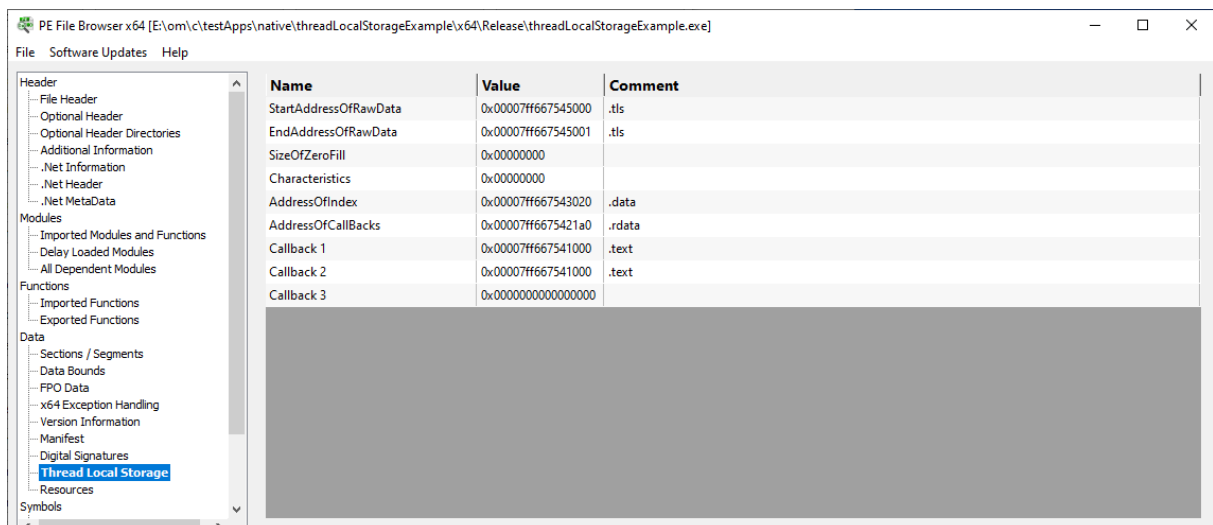 PE File Browser x64 [E:\om\c\testApps\native\threadLocalStorageExample\x64\Release\threadLocalStorageExample.exe]
File Software Updates Help
Header
File Header
Optional Header
Optional Header Directories
Additional Information
.Net Information
.Net Header
.Net MetaData
Modules
Imported Modules and Functions
Delay Loaded Modules
All Dependent Modules
Functions
Imported Functions
Exported Functions
Data
Sections / Segments
Data Bounds
FPO Data
x64 Exception Handling
Version Information
Manifest
Digital Signatures
Thread Local Storage
Resources
Symbols
Name Value Comment
StartAddressOfRawData 0x00007ff667545000 .tls
EndAddressOfRawData 0x00007ff667545001 .tls
SizeOfZeroFill 0x00000000
Characteristics 0x00000000
AddressOfIndex 0x00007ff667543020 .data
AddressOfCallBacks 0x00007ff6675421a0 .rdata
Callback 1 0x00007ff667541000 .text
Callback 2 0x00007ff667541000 .text
Callback 3 0x0000000000000000